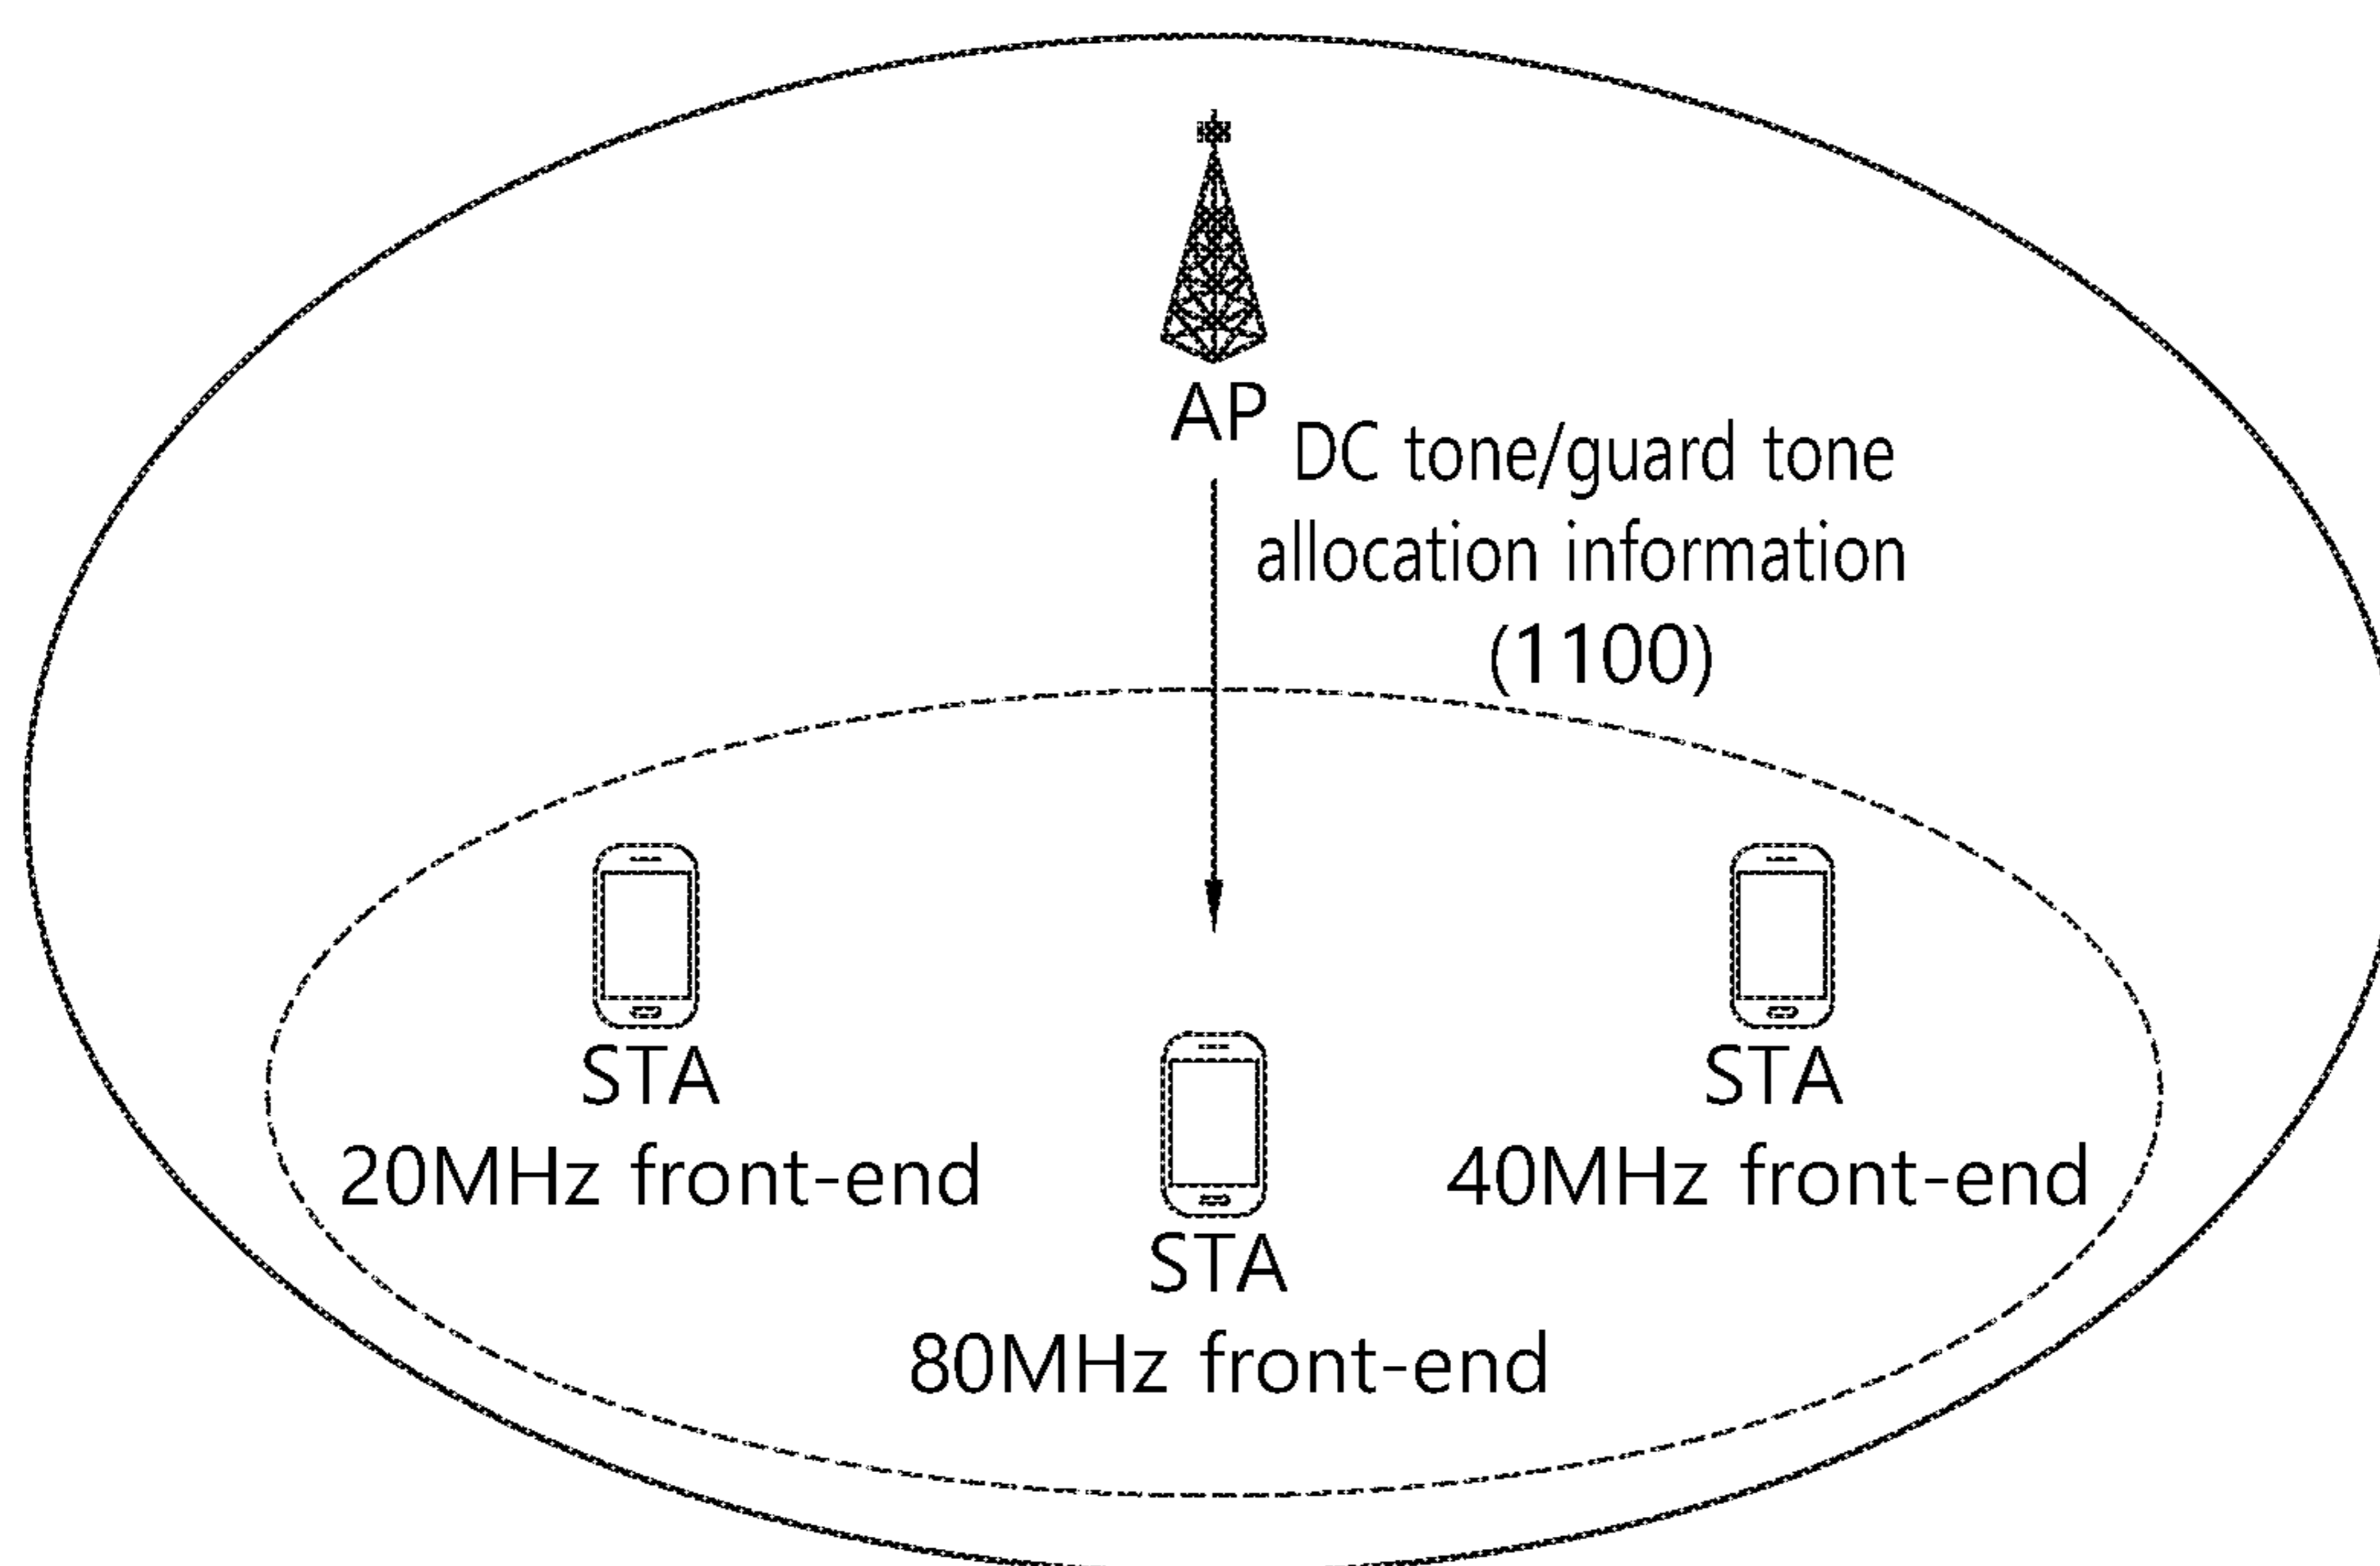 AP
DC tone/guard tone
allocation information
(1100)
STA
20MHz front-end
STA
40MHz front-end
STA
80MHz front-end